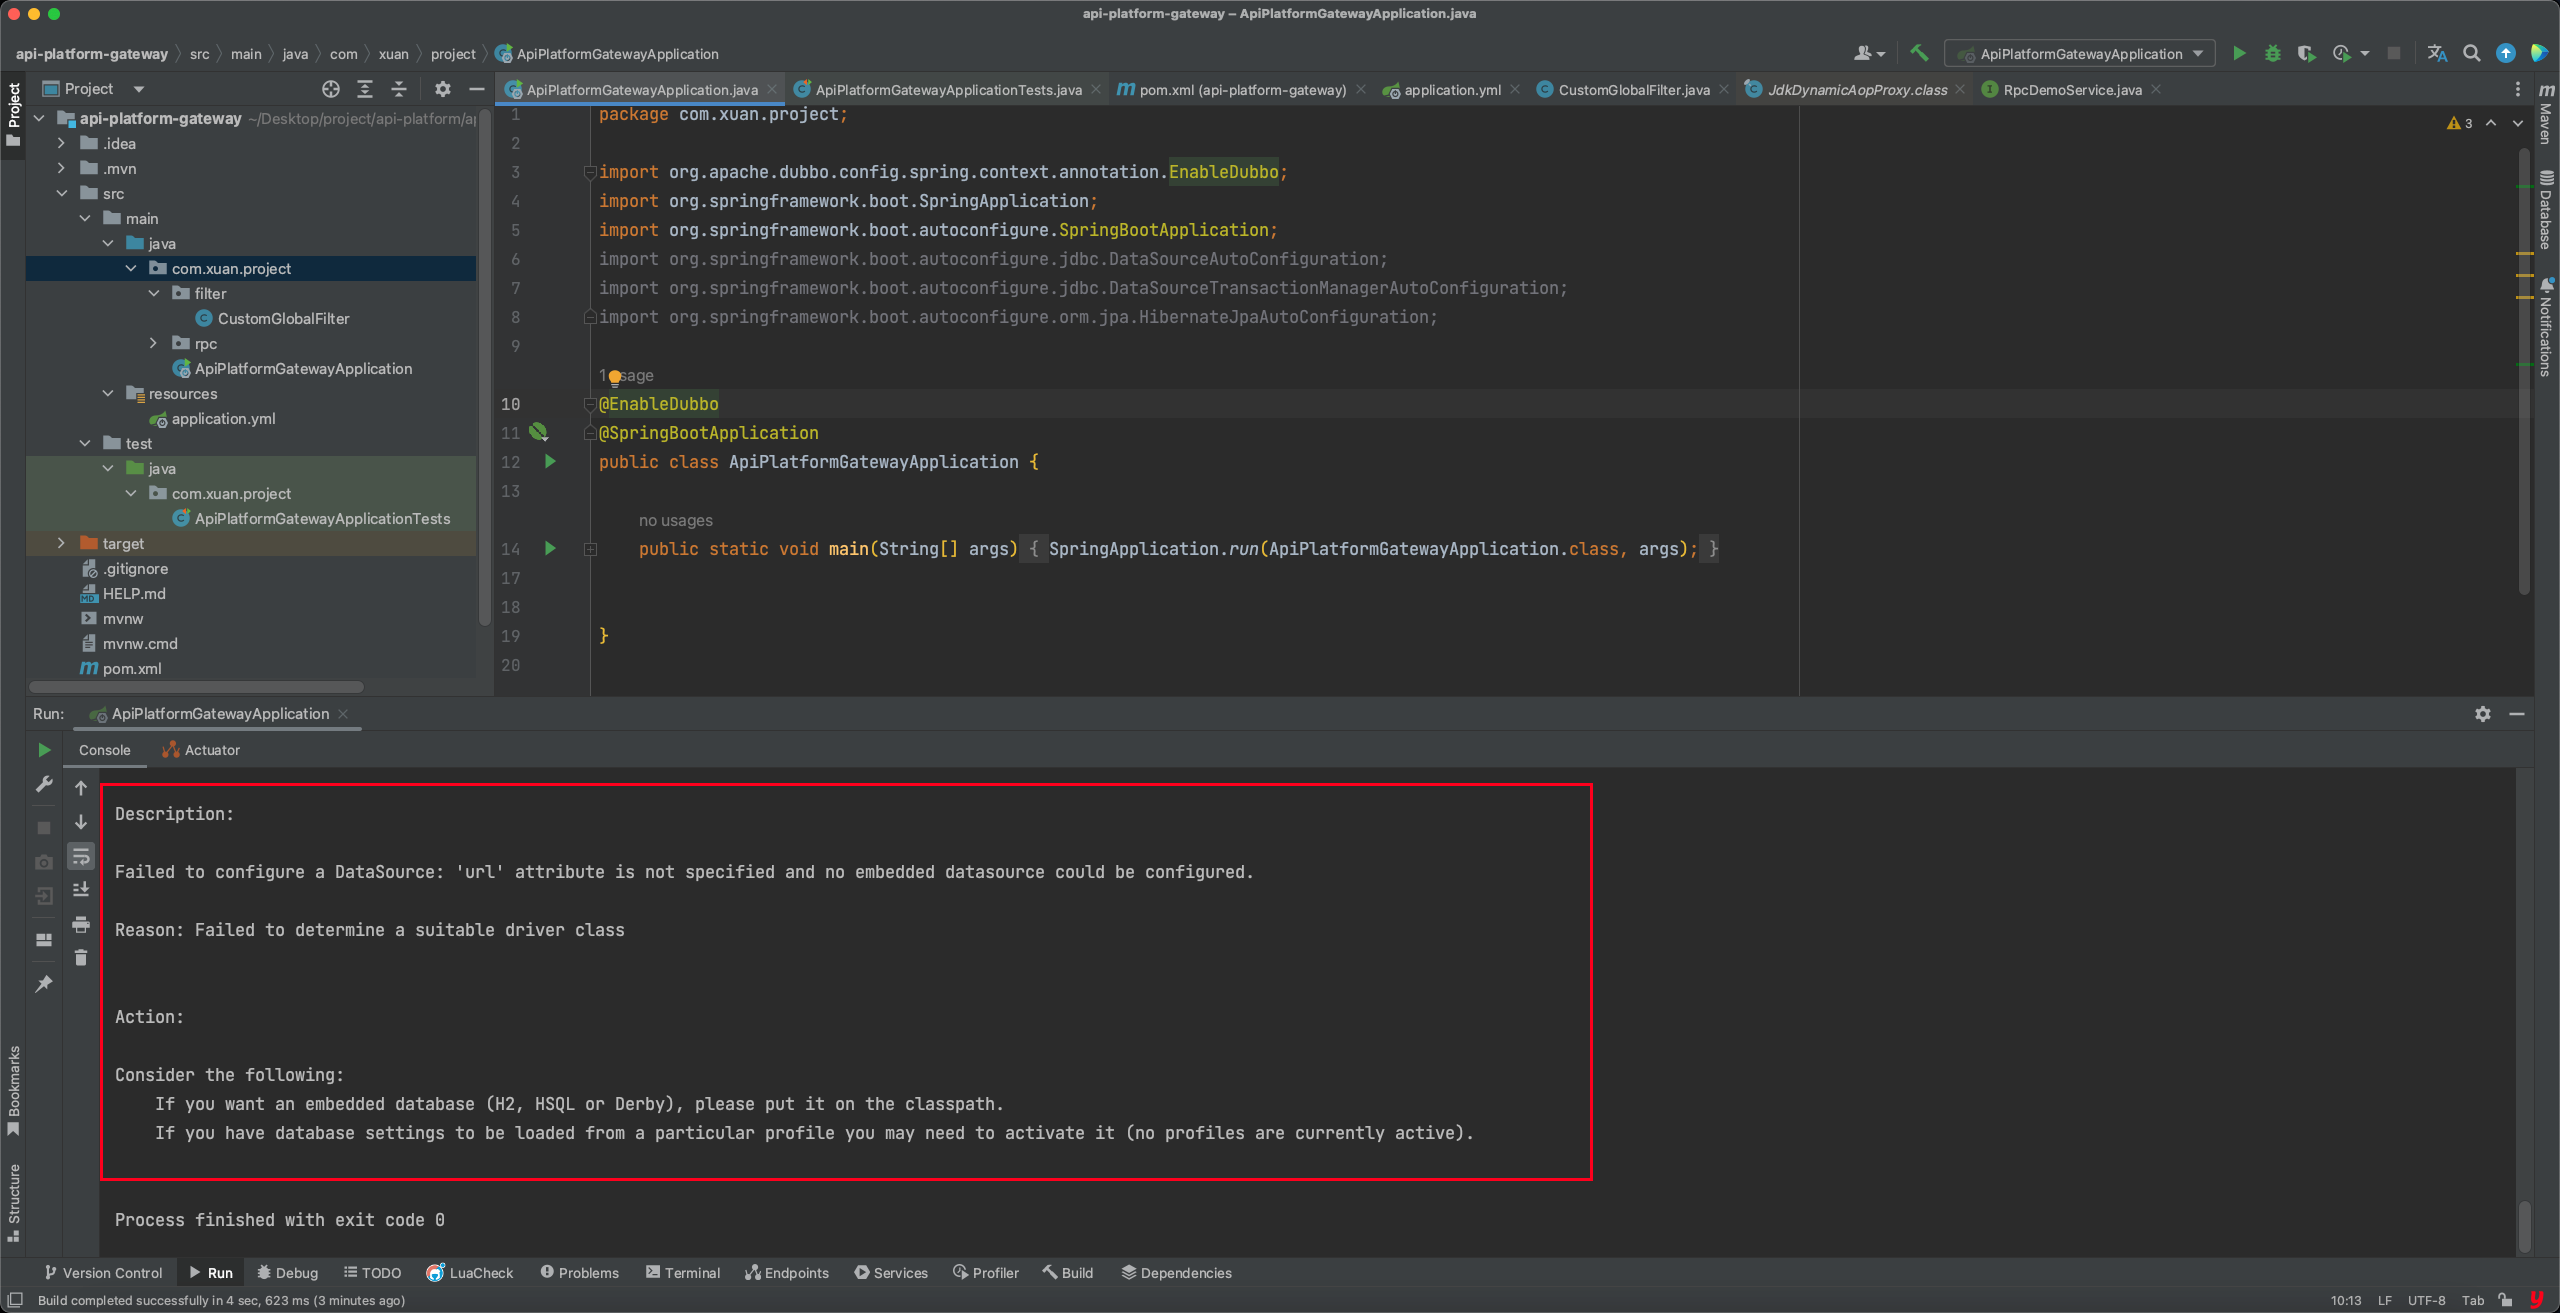 api-platform-gateway – ApiPlatformGatewayApplication.java
api-platform-gateway src main java com xuan project ApiPlatformGatewayApplication
ApiPlatformGatewayApplication
Project
Project
ApiPlatformGatewayApplication.java ApiPlatformGatewayApplicationTests.java pom.xml (api-platform-gateway) application.yml CustomGlobalFilter.java JdkDynamicAopProxy.class RpcDemoService.java
api-platform-gateway ~/Desktop/project/api-platform/ap
.idea
.mvn
src
main
java
com.xuan.project
filter
CustomGlobalFilter
rpc
ApiPlatformGatewayApplication
resources
application.yml
test
java
com.xuan.project
ApiPlatformGatewayApplicationTests
target
.gitignore
HELP.md
mvnw
mvnw.cmd
pom.xml
1 package com.xuan.project;
2
3 import org.apache.dubbo.config.spring.context.annotation.EnableDubbo;
4 import org.springframework.boot.SpringApplication;
5 import org.springframework.boot.autoconfigure.SpringBootApplication;
6 import org.springframework.boot.autoconfigure.jdbc.DataSourceAutoConfiguration;
7 import org.springframework.boot.autoconfigure.jdbc.DataSourceTransactionManagerAutoConfiguration;
8 import org.springframework.boot.autoconfigure.orm.jpa.HibernateJpaAutoConfiguration;
9
1 usage
10 @EnableDubbo
11 @SpringBootApplication
12 public class ApiPlatformGatewayApplication {
13
no usages
14 public static void main(String[] args) { SpringApplication.run(ApiPlatformGatewayApplication.class, args); }
17
18
19 }
20
3
Maven
Database
Notifications
Run: ApiPlatformGatewayApplication
Console Actuator
Description:
Failed to configure a DataSource: 'url' attribute is not specified and no embedded datasource could be configured.
Reason: Failed to determine a suitable driver class
Action:
Consider the following:
If you want an embedded database (H2, HSQL or Derby), please put it on the classpath.
If you have database settings to be loaded from a particular profile you may need to activate it (no profiles are currently active).
Process finished with exit code 0
Bookmarks
Structure
Version Control Run Debug TODO LuaCheck Problems Terminal Endpoints Services Profiler Build Dependencies
Build completed successfully in 4 sec, 623 ms (3 minutes ago)
10:13 LF UTF-8 Tab